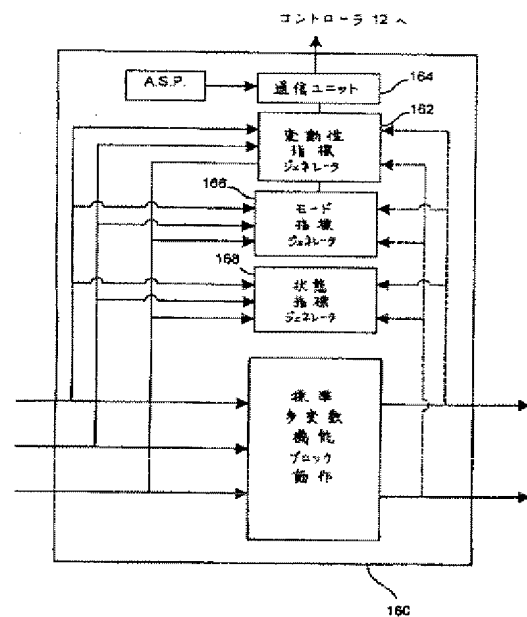 コントローラ 12 へ
A.S.P.
通信ユニット
164
162
変動性
指標
ジェネレータ
166
モード
指標
ジェネレータ
168
状態
指標
ジェネレータ
標準
多変数
機能
ブロック
動作
160